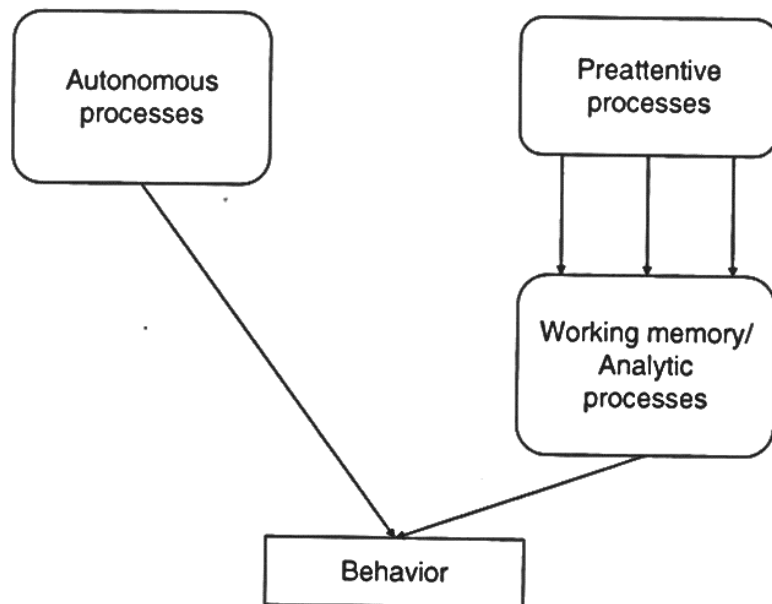 Autonomous
processes
Preattentive
processes
Working memory/
Analytic
processes
Behavior